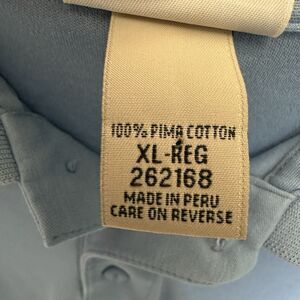 100% PIMA COTTON
XL-REG
262168
MADE IN PERU
CARE ON REVERSE